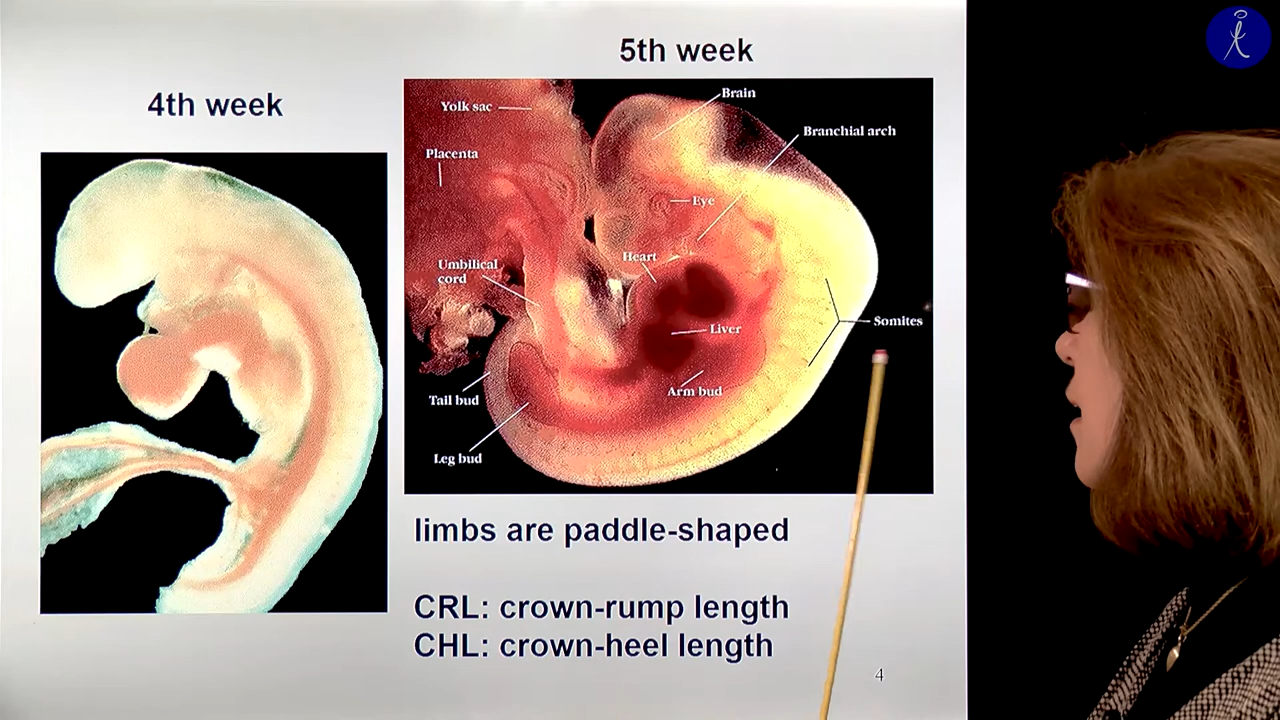 4th week
5th week
Yolk sac
Brain
Branchial arch
Placenta
Eye
Umbilical
cord
Heart
Somites
Liver
Tail bud
Arm bud
Leg bud
limbs are paddle-shaped
CRL: crown-rump length
CHL: crown-heel length
4